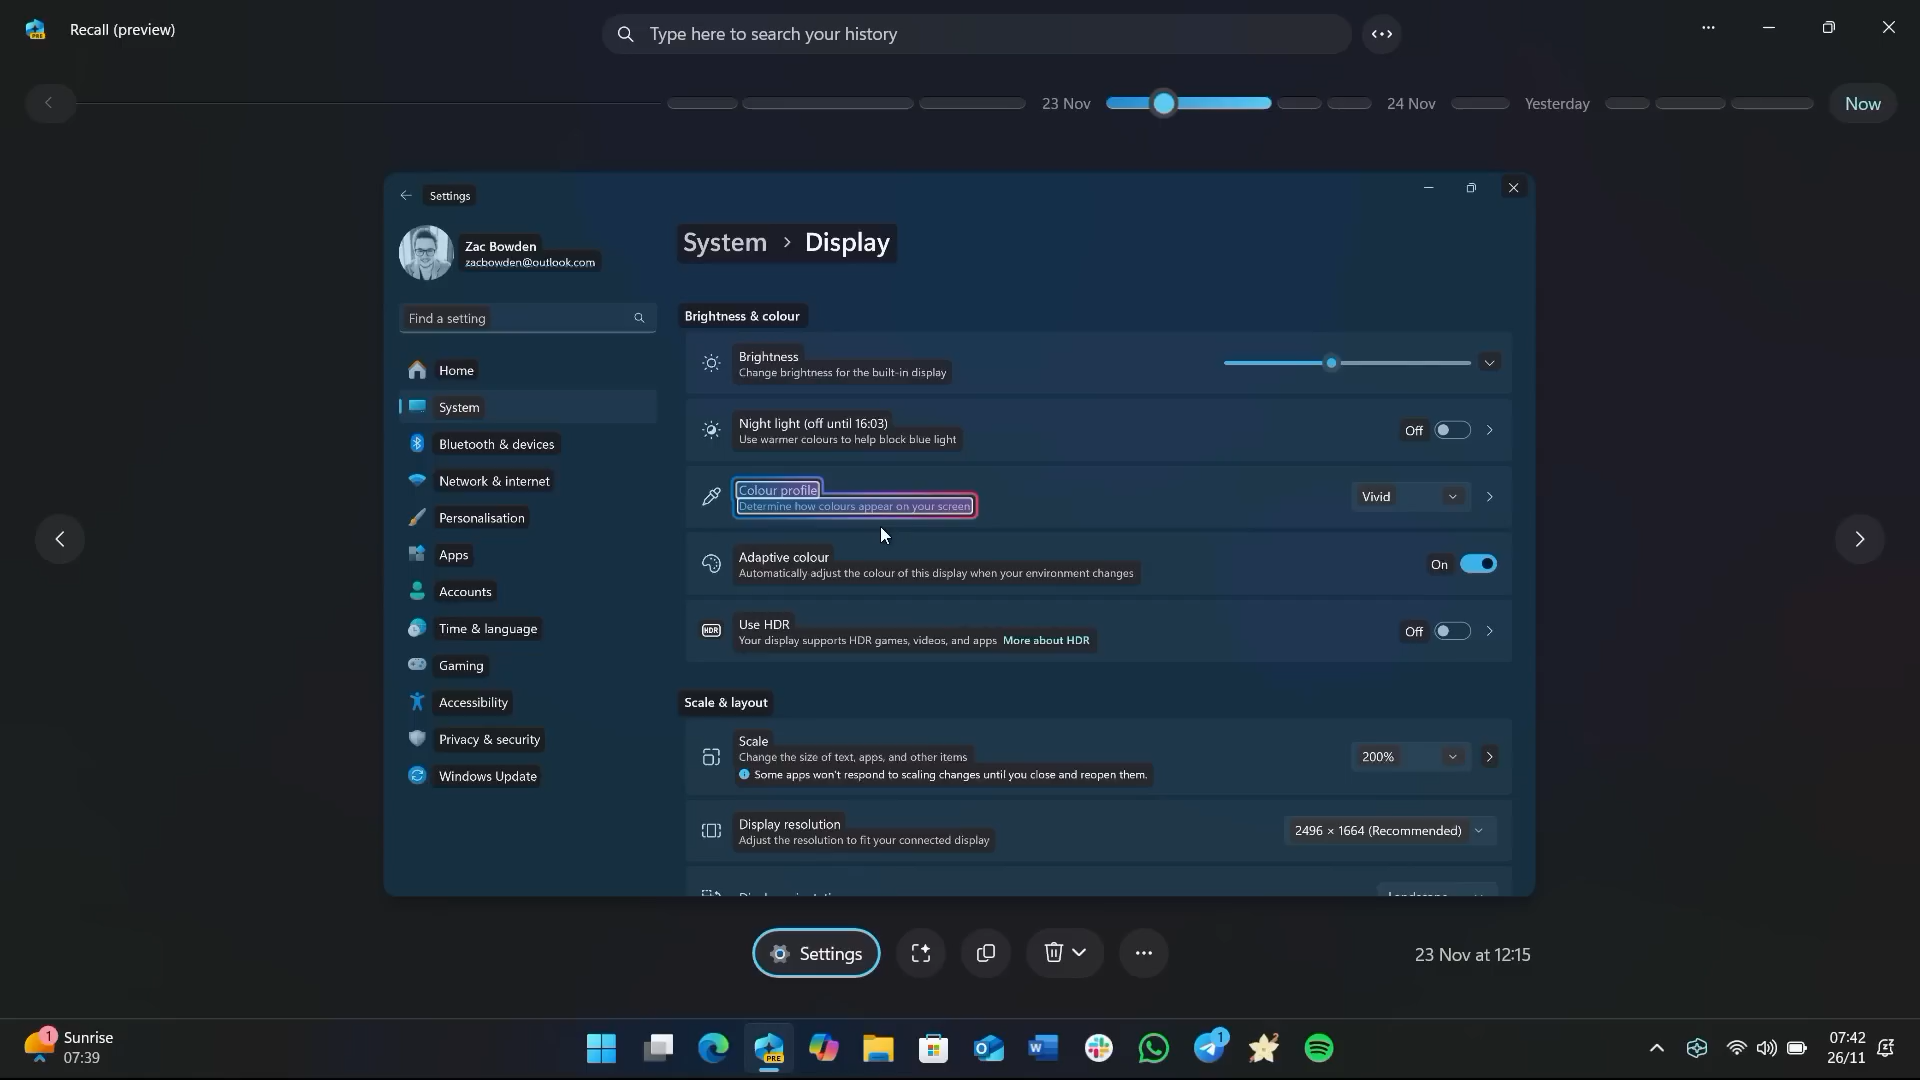 Recall (preview)
Type here to search your history
23 Nov
24 Nov
Yesterday
Now
Settings
Zac Bowden
zacbowden@outlook.com
Find a setting
Home
System
Bluetooth & devices
Network & internet
Personalisation
Apps
Accounts
Time & language
Gaming
Accessibility
Privacy & security
Windows Update
System > Display
Brightness & colour
Brightness
Change brightness for the built-in display
Night light (off until 16:03)
Use warmer colours to help block blue light
Off
Colour profile
Determine how colours appear on your screen
Vivid
Adaptive colour
Automatically adjust the colour of this display when your environment changes
On
HDR
Use HDR
Your display supports HDR games, videos, and apps More about HDR
Off
Scale & layout
Scale
Change the size of text, apps, and other items
Some apps won't respond to scaling changes until you close and reopen them.
200%
Display resolution
Adjust the resolution to fit your connected display
2496 × 1664 (Recommended)
Settings
23 Nov at 12:15
1
Sunrise
07:39
PRE
1
07:42
26/11